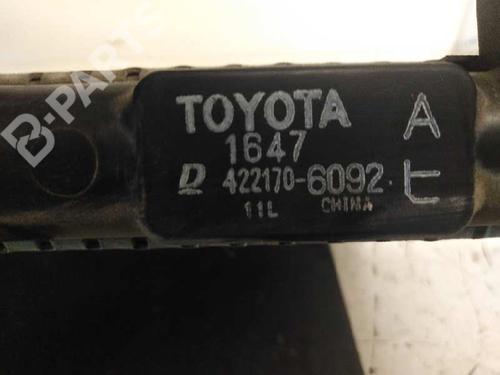 TOYOTA
1647
D 422170-6092
11L CHINA
A
B-PARTS